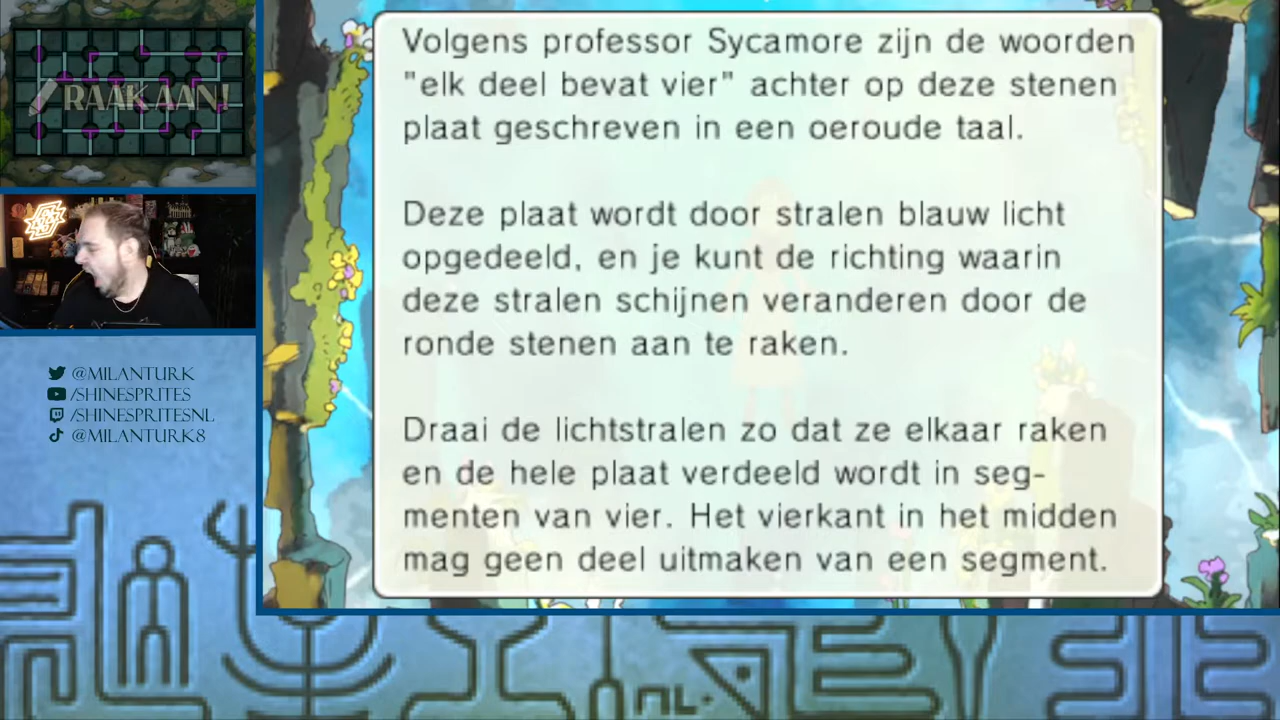 RAAK AAN!
Volgens professor Sycamore zijn de woorden
"elk deel bevat vier" achter op deze stenen
plaat geschreven in een oeroude taal.
Deze plaat wordt door stralen blauw licht
opgedeeld, en je kunt de richting waarin
deze stralen schijnen veranderen door de
ronde stenen aan te raken.
Draai de lichtstralen zo dat ze elkaar raken
en de hele plaat verdeeld wordt in seg-
menten van vier. Het vierkant in het midden
mag geen deel uitmaken van een segment.
@MILANTURK
/SHINESPRITES
/SHINESPRITESNL
@MILANTURK8